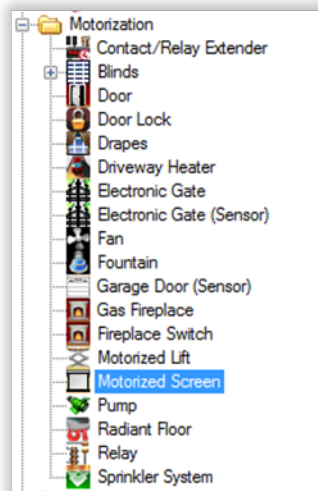 Motorization
Contact/Relay Extender
Blinds
Door
Door Lock
Drapes
Driveway Heater
Electronic Gate
Electronic Gate (Sensor)
Fan
Fountain
Garage Door (Sensor)
Gas Fireplace
Fireplace Switch
Motorized Lift
Motorized Screen
Pump
Radiant Floor
Relay
Sprinkler System